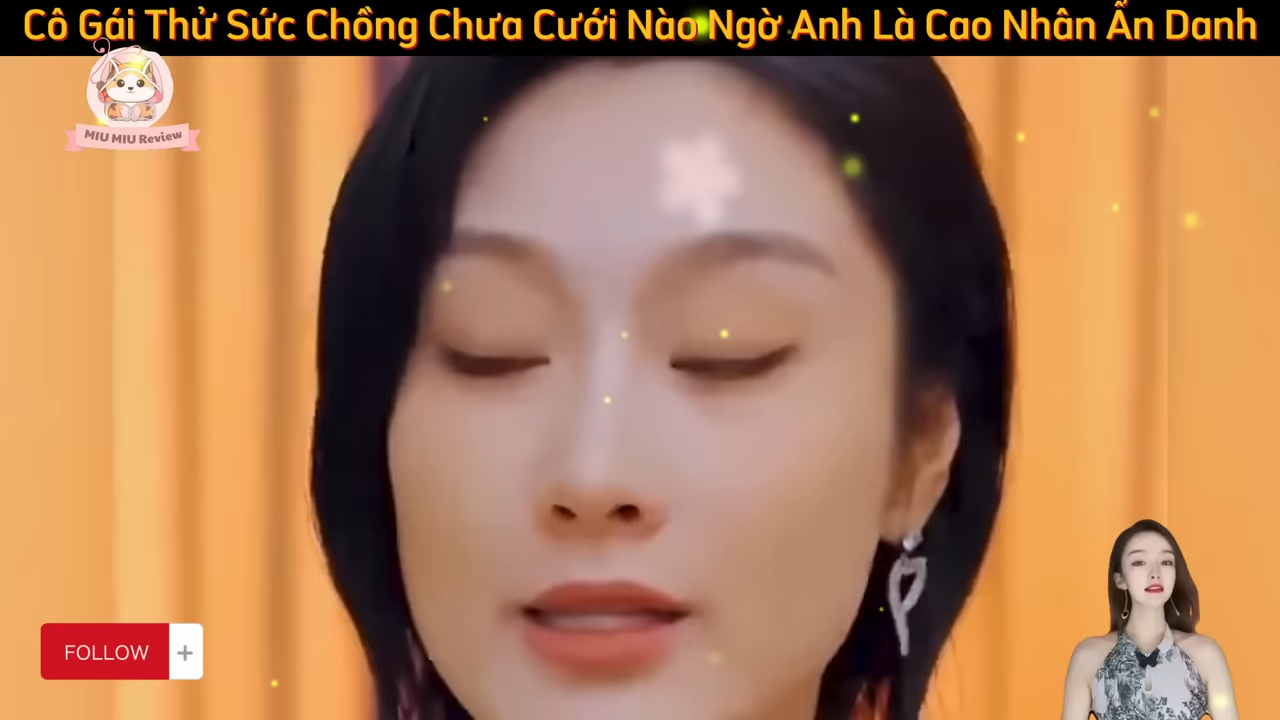 Cô Gái Thử Sức Chồng Chưa Cưới Nào Ngờ Anh Là Cao Nhân Ẩn Danh
MIU MIU Review
FOLLOW +